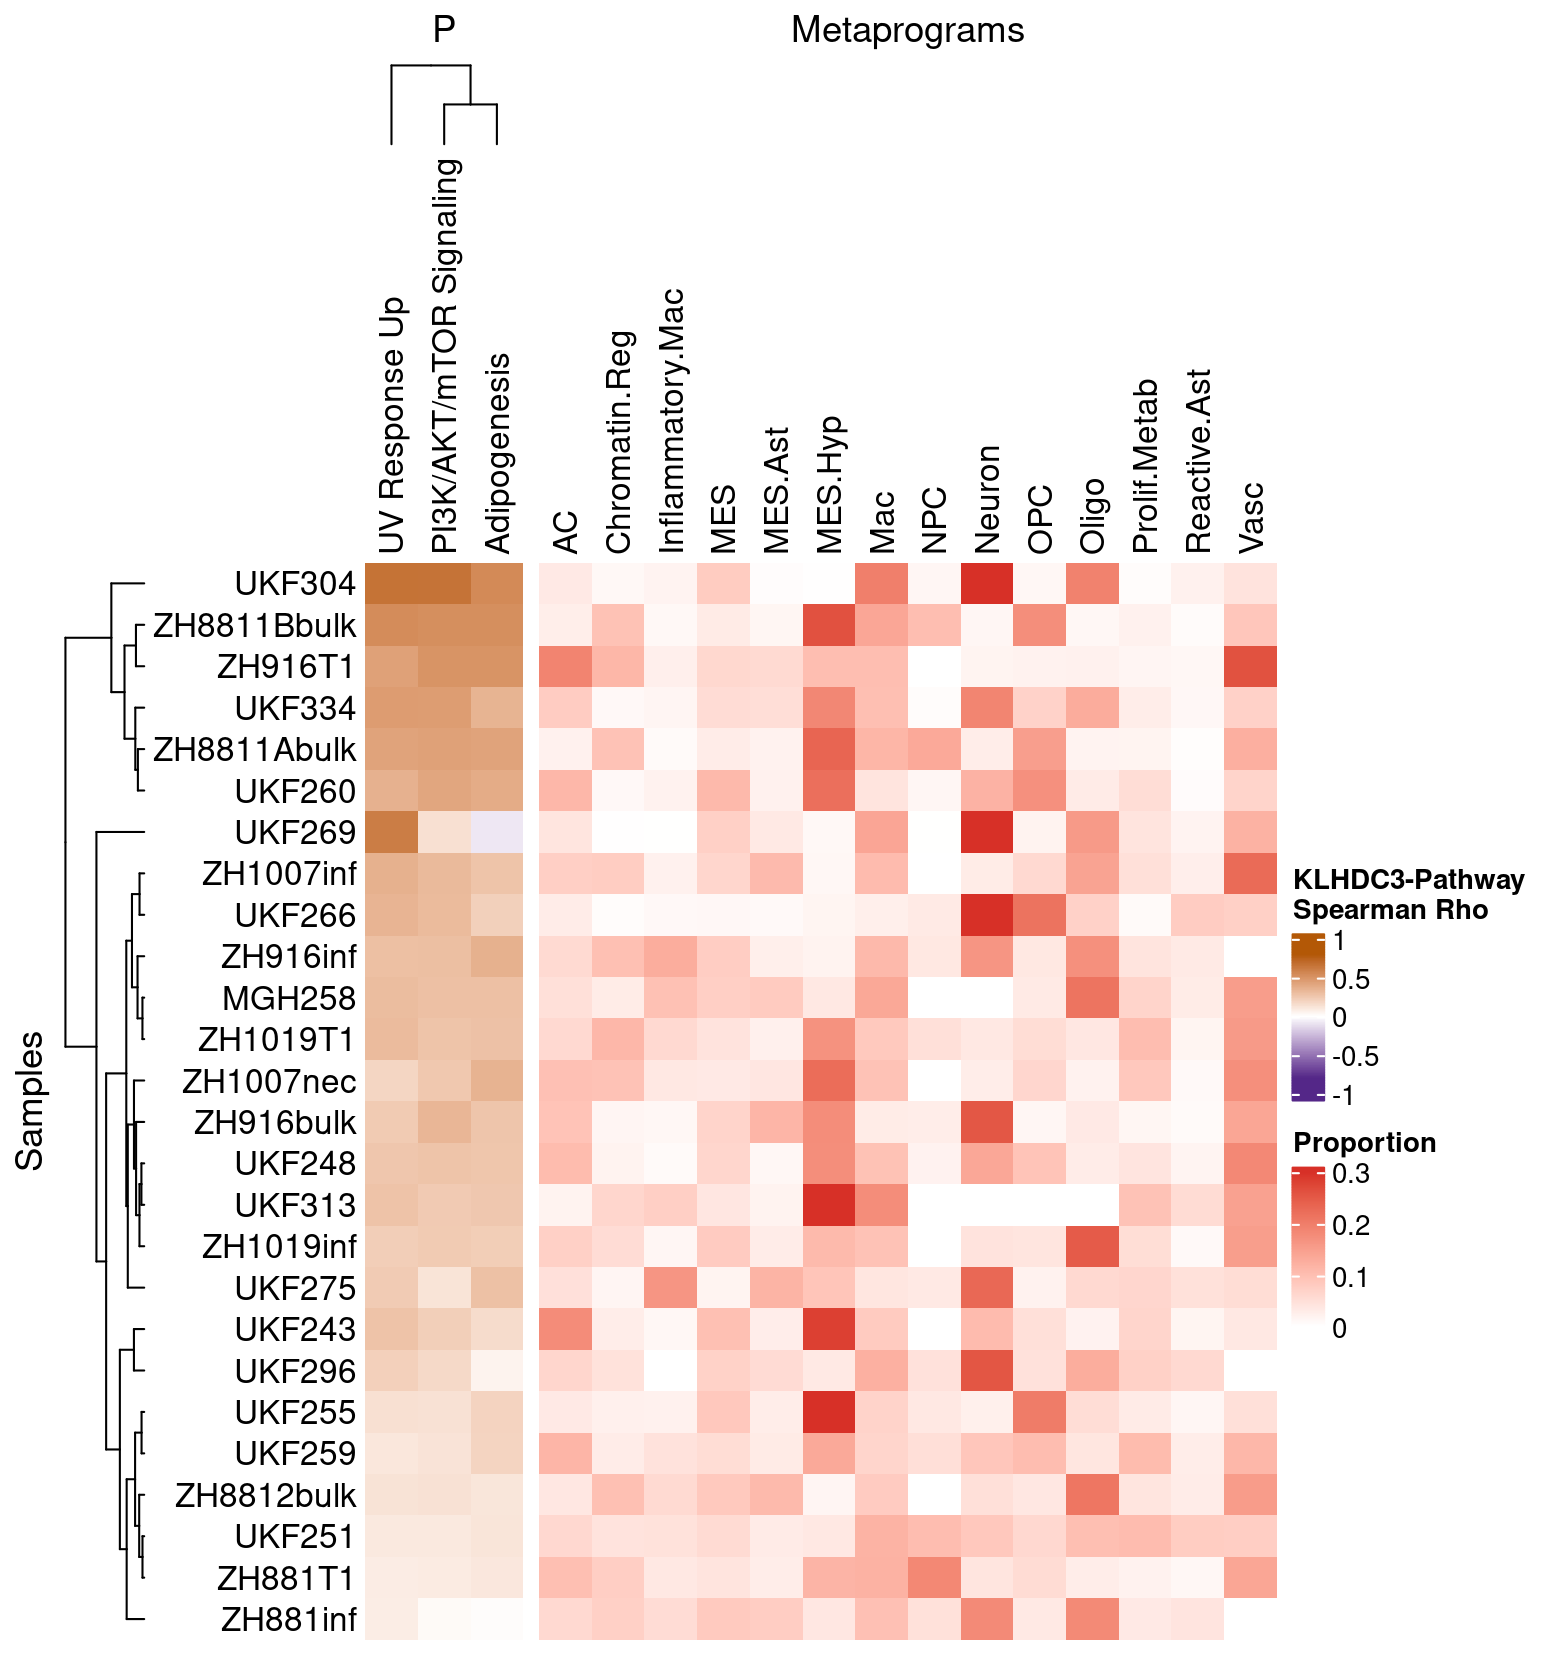 P
Metaprograms
UV Response Up
PI3K/AKT/mTOR Signaling
Adipogenesis
AC
Chromatin.Reg
Inflammatory.Mac
MES
MES.Ast
MES.Hyp
Mac
NPC
Neuron
OPC
Oligo
Prolif.Metab
Reactive.Ast
Vasc
Samples
UKF304
ZH8811Bbulk
ZH916T1
UKF334
ZH8811Abulk
UKF260
UKF269
ZH1007inf
UKF266
ZH916inf
MGH258
ZH1019T1
ZH1007nec
ZH916bulk
UKF248
UKF313
ZH1019inf
UKF275
UKF243
UKF296
UKF255
UKF259
ZH8812bulk
UKF251
ZH881T1
ZH881inf
KLHDC3-Pathway
Spearman Rho
1
0.5
0
-0.5
-1
Proportion
0.3
0.2
0.1
0